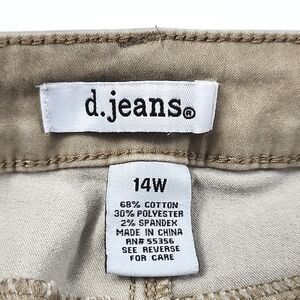 d.jeans®
14W
68% COTTON
30% POLYESTER
2% SPANDEX
MADE IN CHINA
RN# 55356
SEE REVERSE
FOR CARE